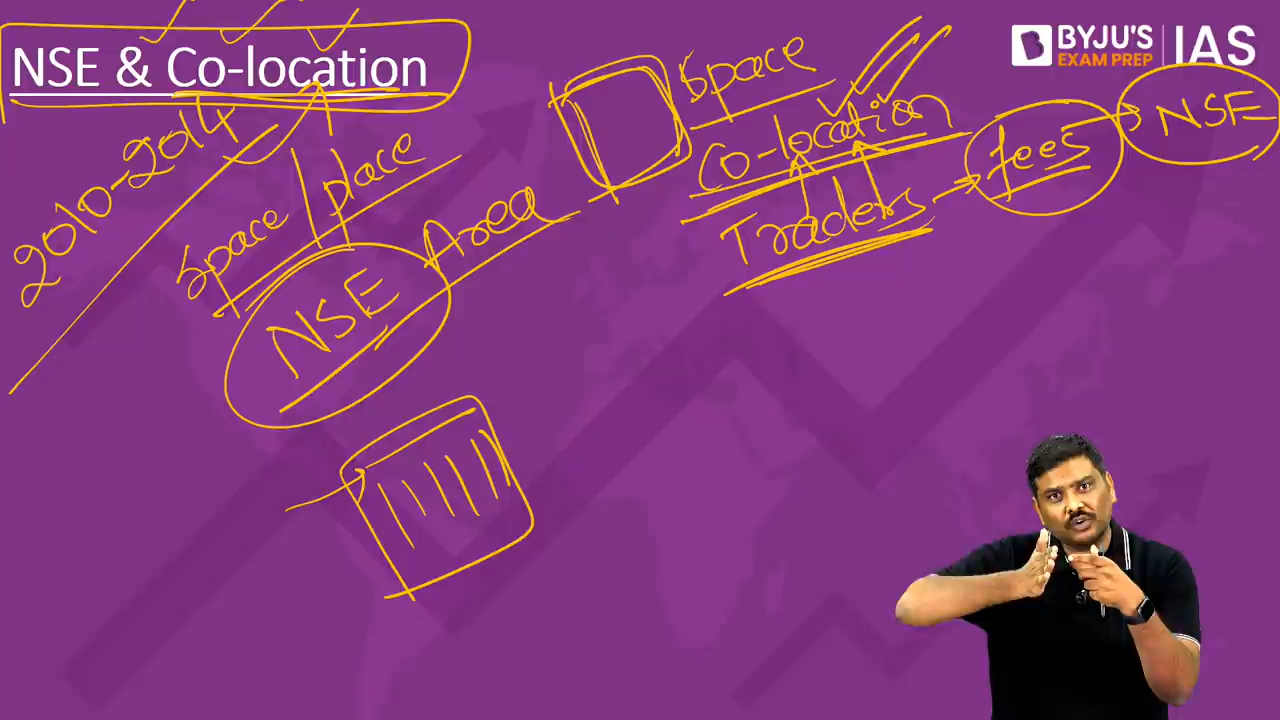 NSE & Co-location
BYJU'S
EXAM PREP
IAS
2010-2014
Space / place
NSE Area
Space
Co-location
Traders
fees
NSE